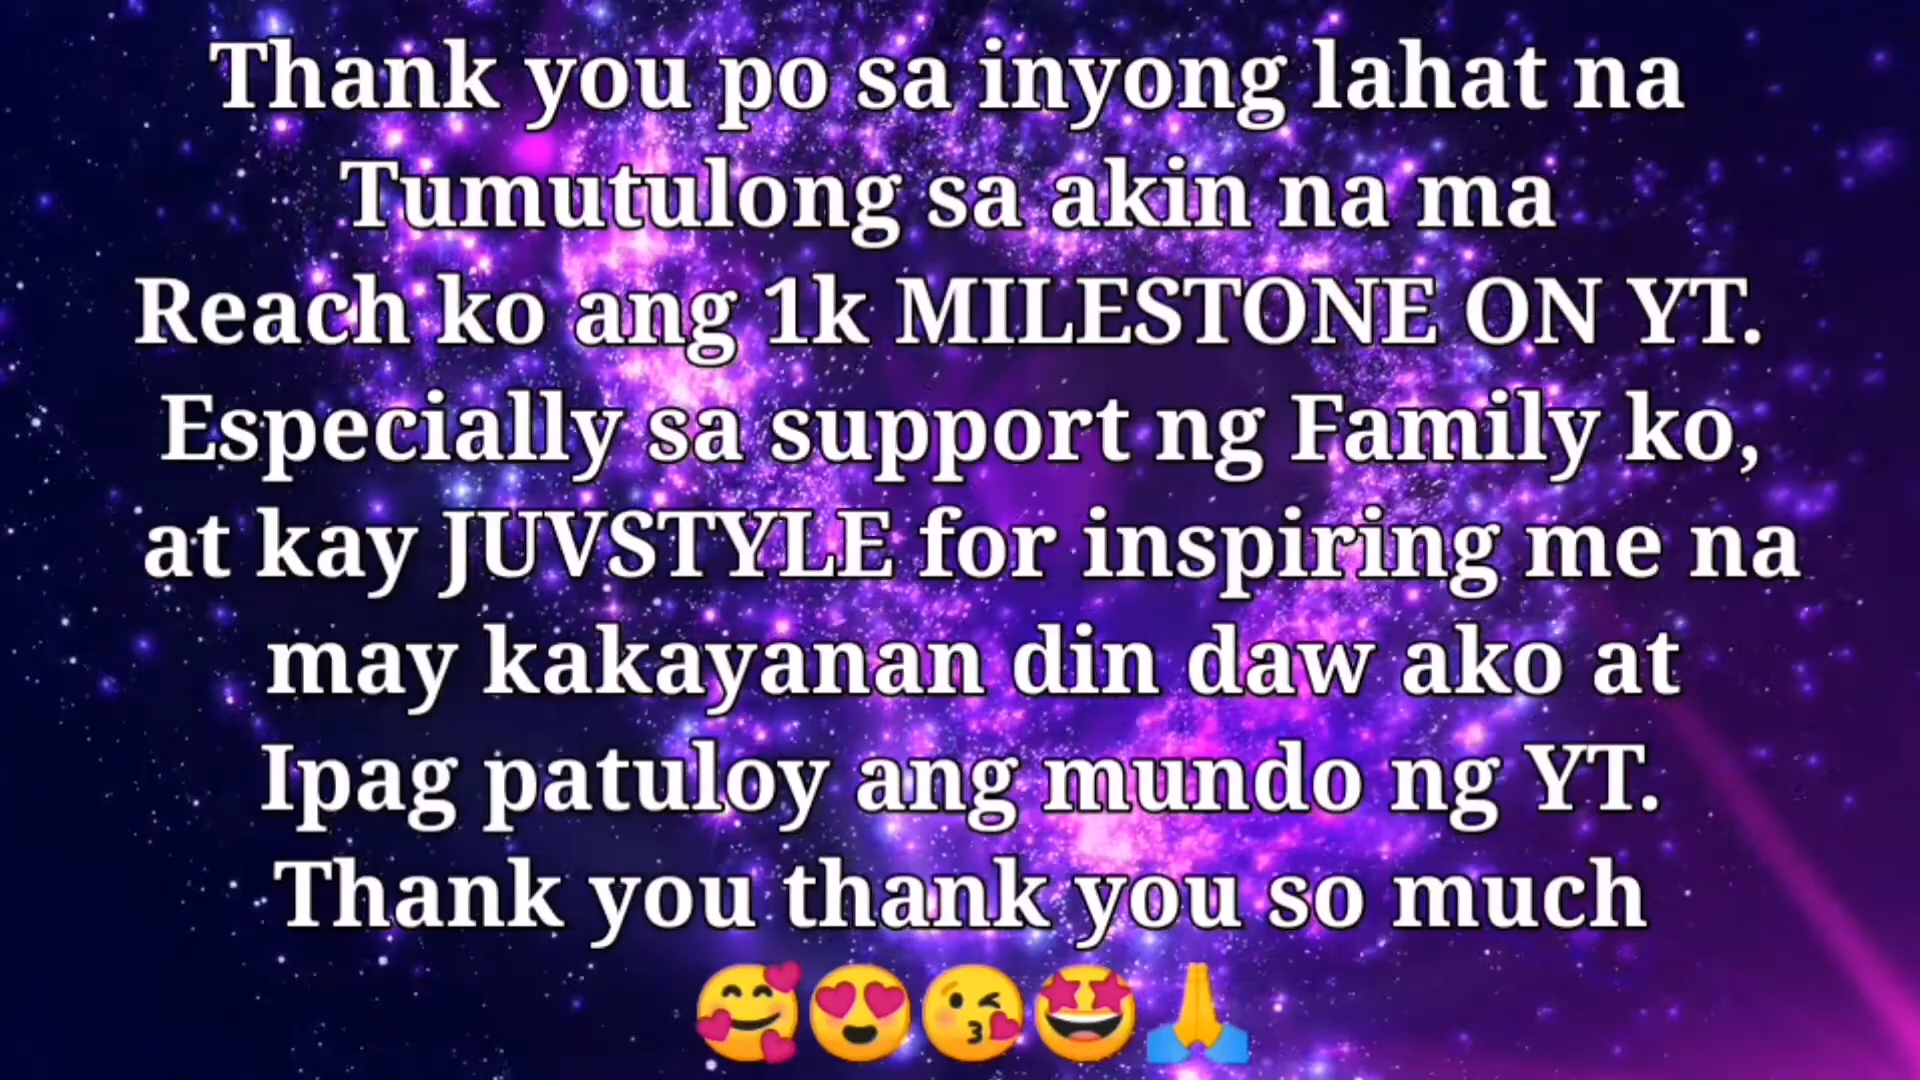 Thank you po sa inyong lahat na
Tumutulong sa akin na ma
Reach ko ang 1k MILESTONE ON YT.
Especially sa support ng Family ko,
at kay JUVSTYLE for inspiring me na
may kakayanan din daw ako at
Ipag patuloy ang mundo ng YT.
Thank you thank you so much
🥰😍😘🤩🙏